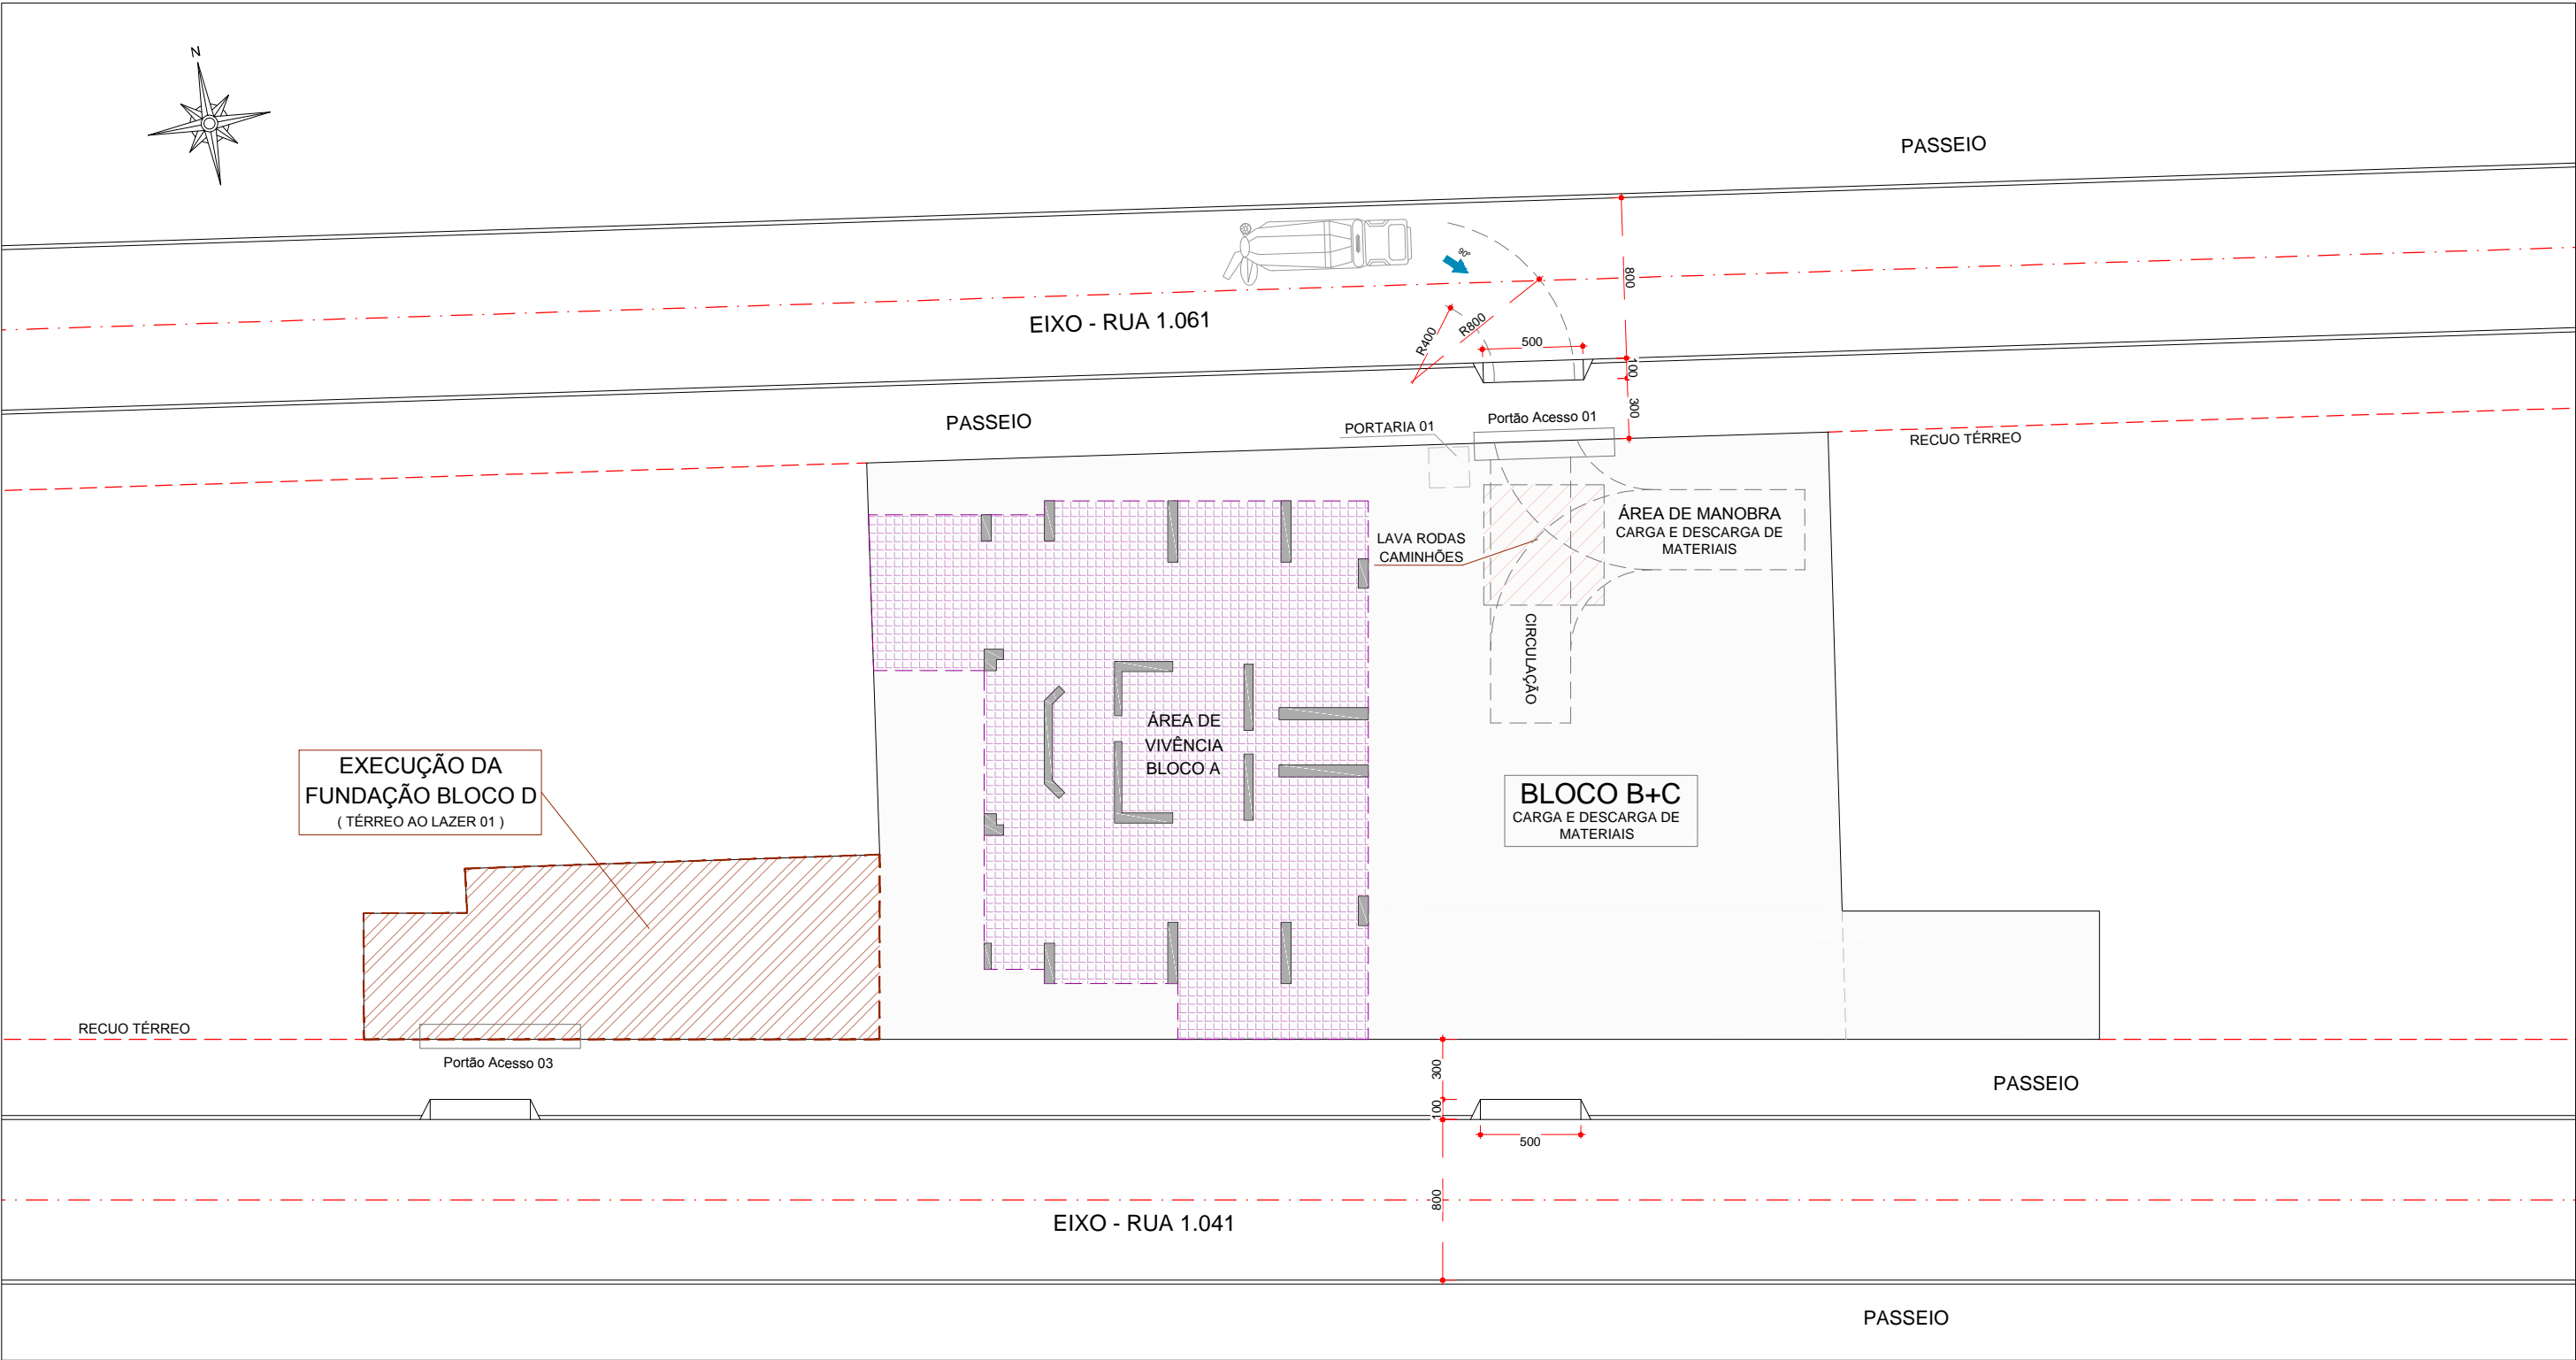 N
PASSEIO
90°
800
EIXO - RUA 1.061
R400
R800
500
100
300
PASSEIO
PORTARIA 01
Portão Acesso 01
RECUO TÉRREO
LAVA RODAS
CAMINHÕES
ÁREA DE MANOBRA
CARGA E DESCARGA DE
MATERIAIS
CIRCULAÇÃO
ÁREA DE
VIVÊNCIA
BLOCO A
EXECUÇÃO DA
FUNDAÇÃO BLOCO D
( TÉRREO AO LAZER 01 )
BLOCO B+C
CARGA E DESCARGA DE
MATERIAIS
RECUO TÉRREO
Portão Acesso 03
300
PASSEIO
100
500
800
EIXO - RUA 1.041
PASSEIO